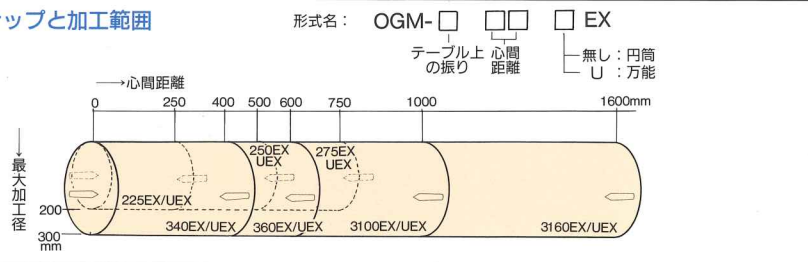 ップと加工範囲
形式名： OGM-□ □□ □ EX
テーブル上の振り
心間距離
無し：円筒
U：万能
→心間距離
0 250 400 500 600 750 1000 1600mm
最大加工径
250EX
UEX
275EX
UEX
225EX/UEX
200
340EX/UEX 360EX/UEX 3100EX/UEX 3160EX/UEX
300
mm